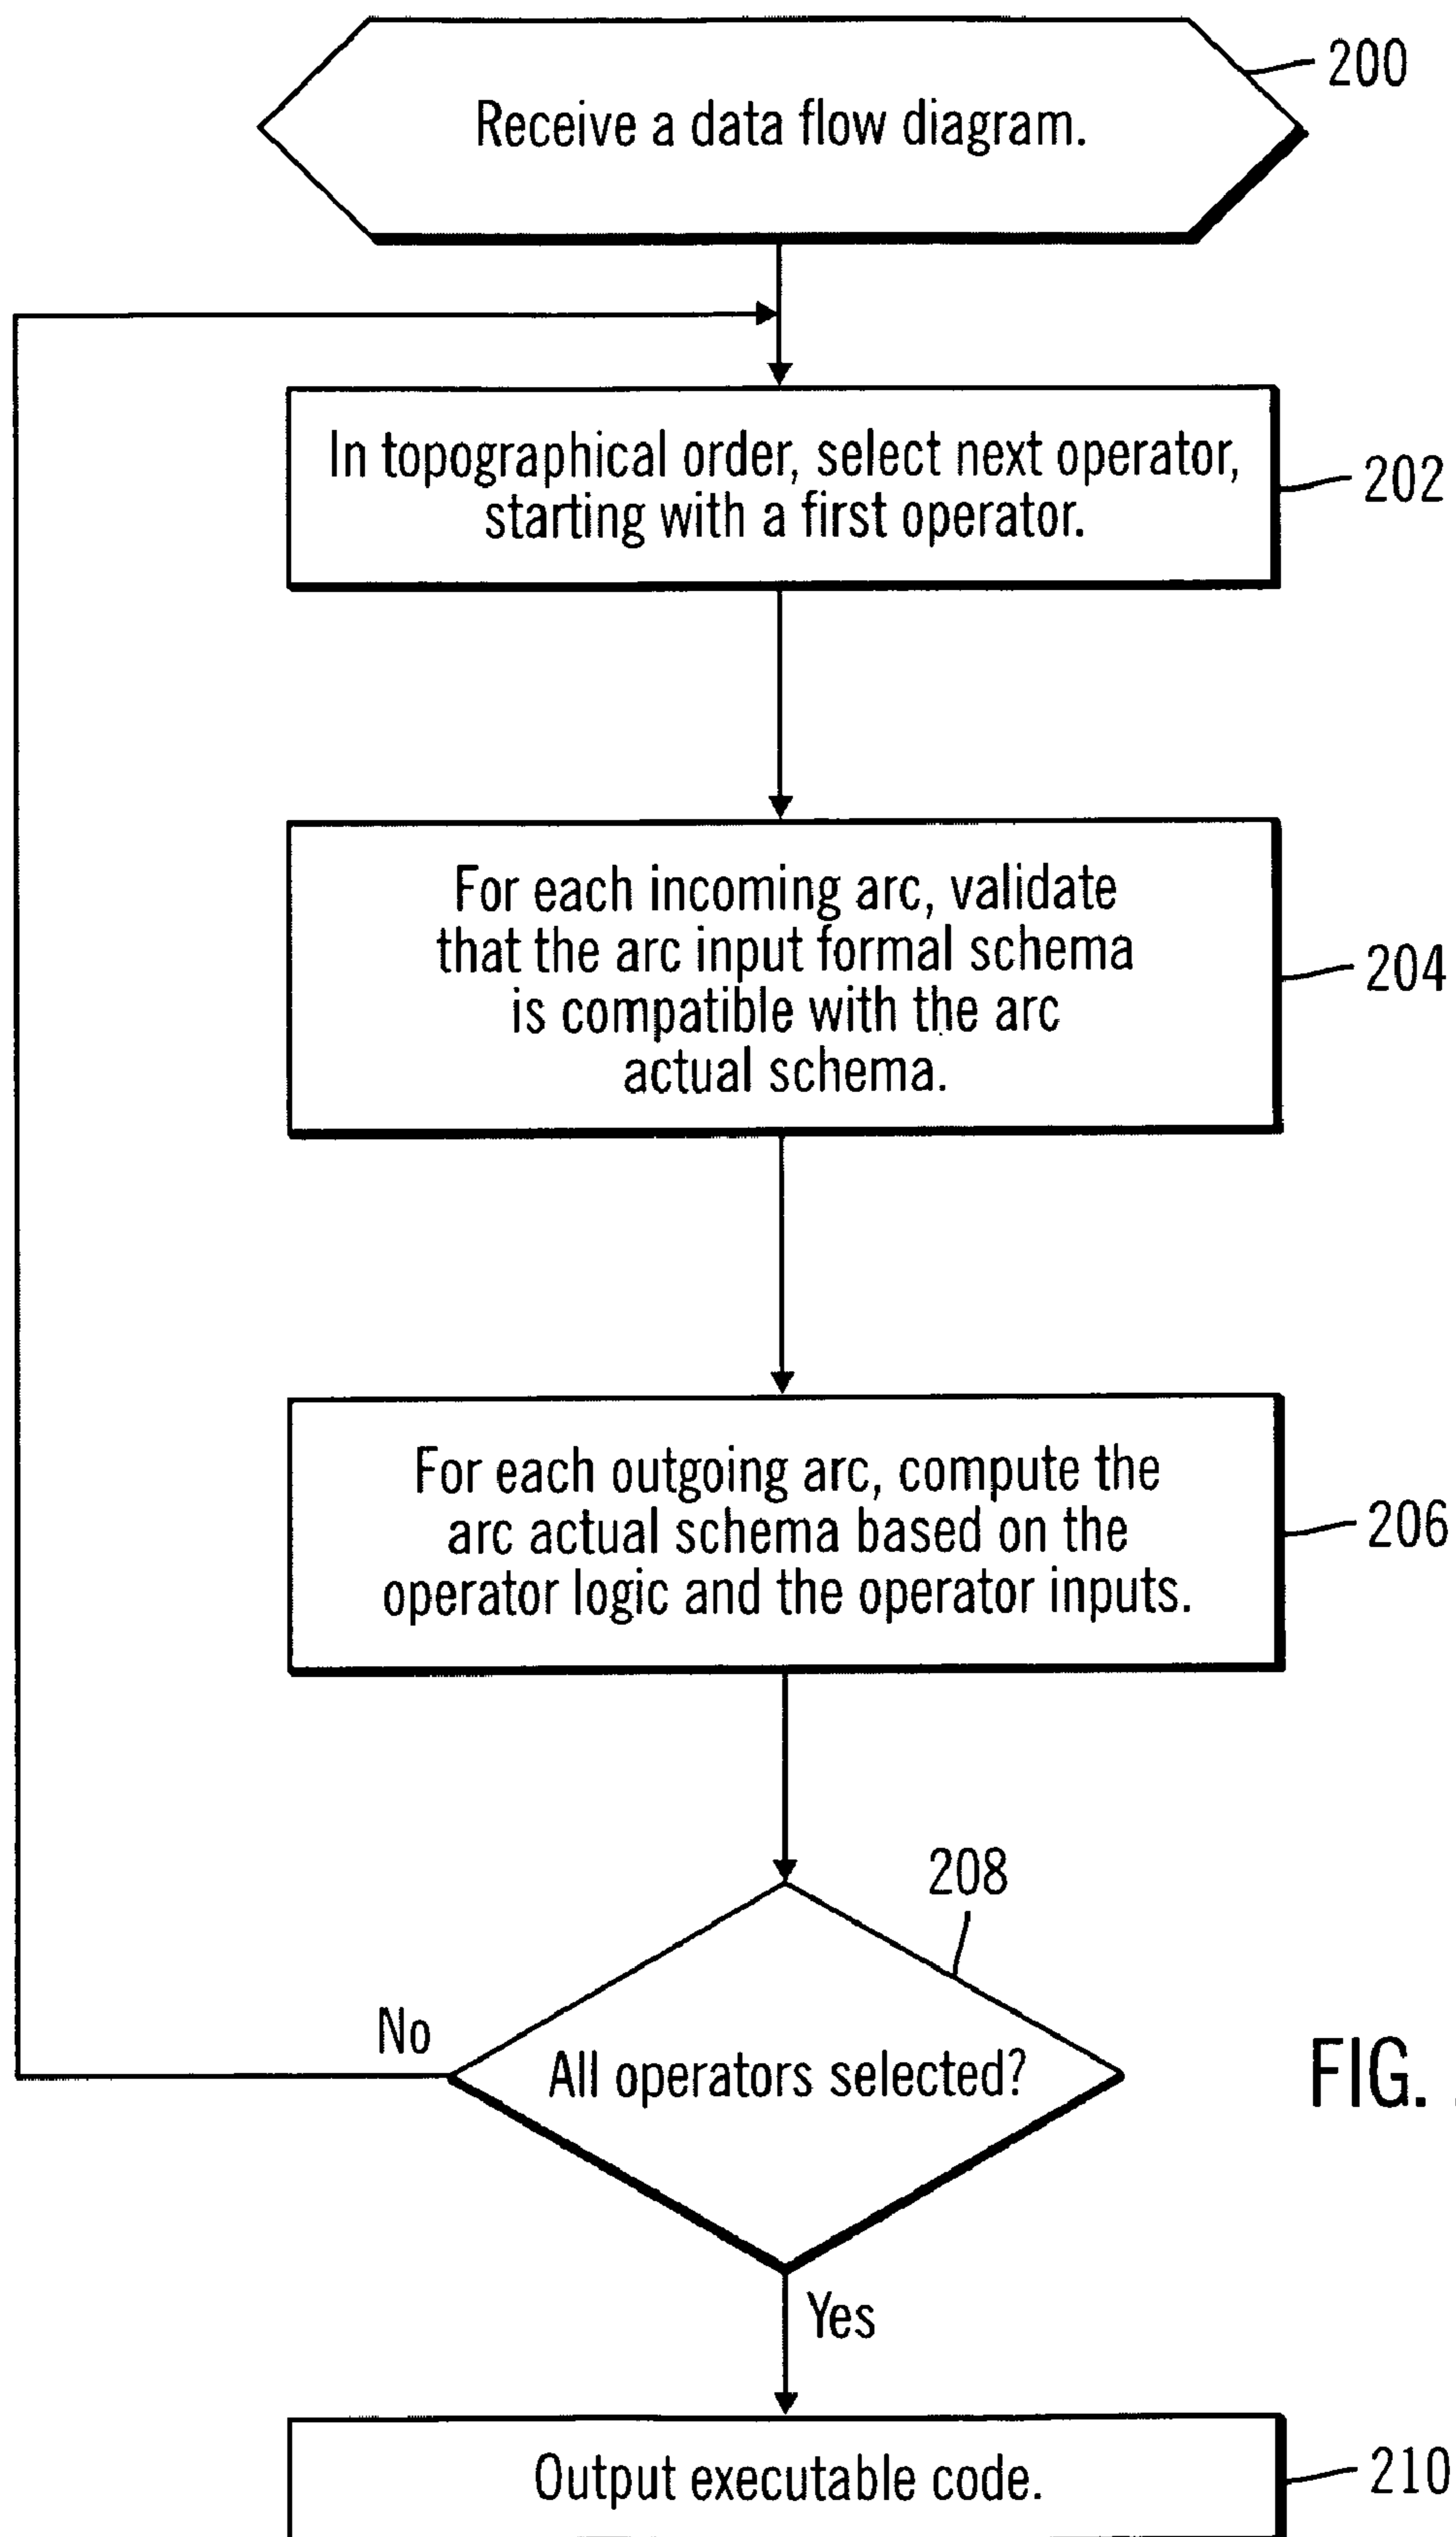 200
Receive a data flow diagram.
In topographical order, select next operator,
starting with a first operator.
202
For each incoming arc, validate
that the arc input formal schema
is compatible with the arc
actual schema.
204
For each outgoing arc, compute the
arc actual schema based on the
operator logic and the operator inputs.
206
208
No
All operators selected?
FIG.
Yes
Output executable code.
210